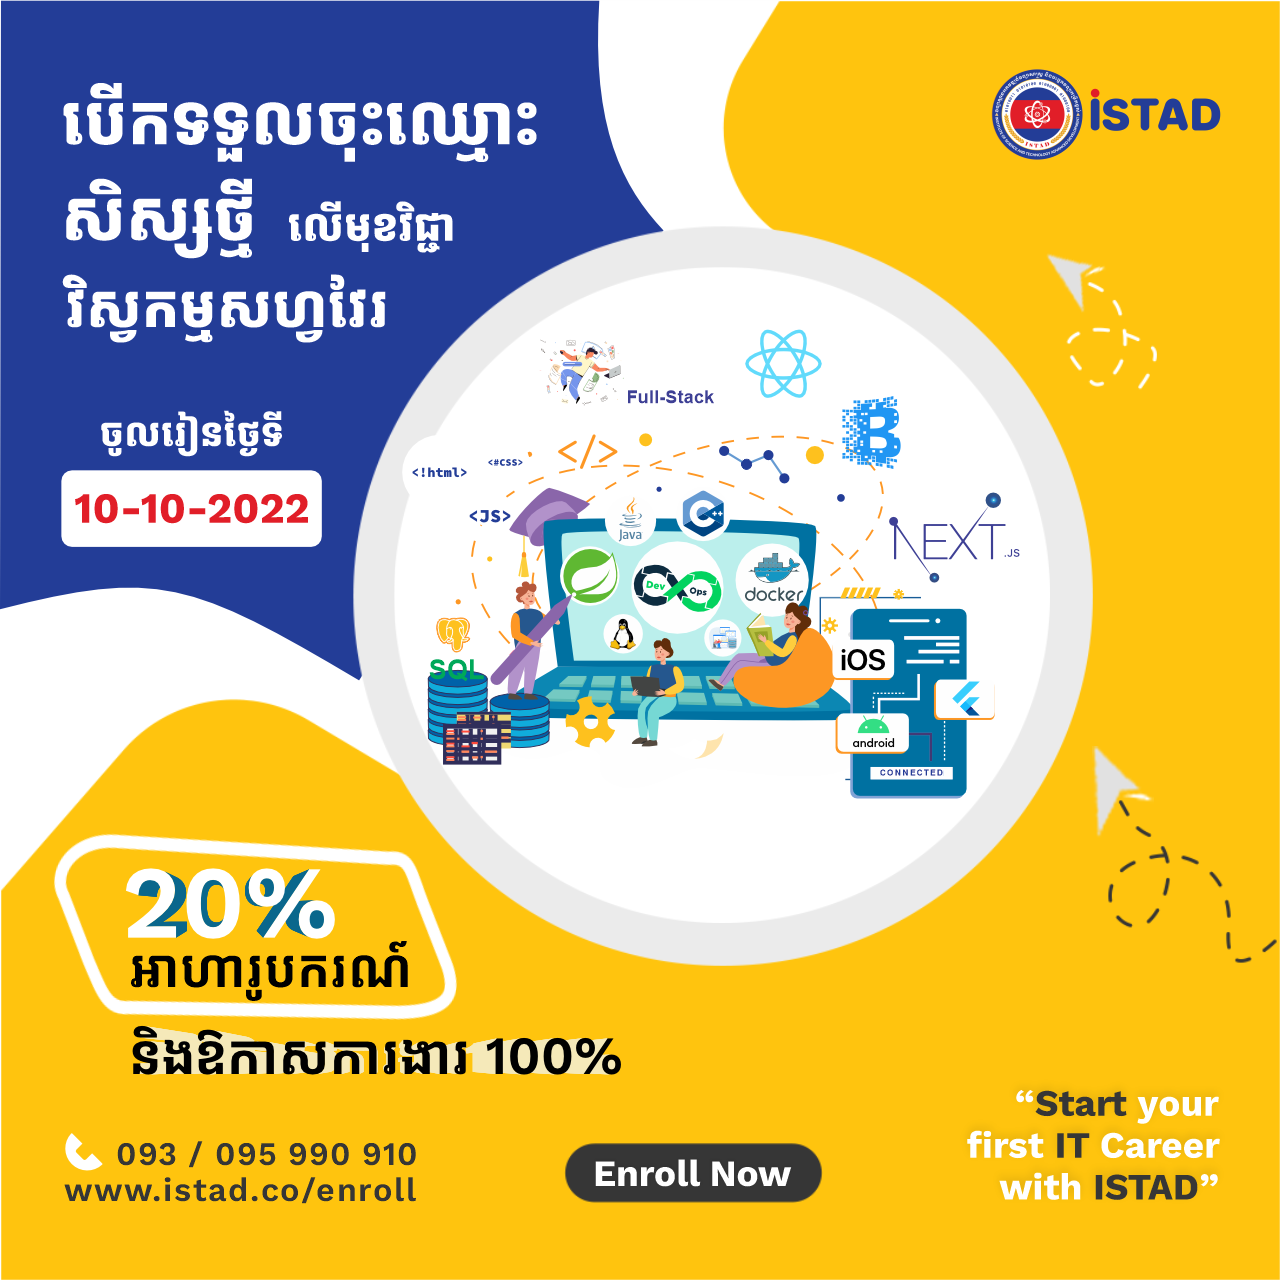 បើកទទួលចុះឈ្មោះ
សិស្សថ្មី លើមុខវិជ្ជា
វិស្វកម្មសហ្វវែរ
ចូលរៀនថ្ងៃទី
10-10-2022
iSTAD
ISTAD
Full-Stack
<!html>
<#CSS>
</>
<JS>
Java
C++
B
NEXT.JS
Dev
Ops
docker
SQL
iOS
android
CONNECTED
20%
អាហារូបករណ៍
និងឱកាសការងារ 100%
093 / 095 990 910
www.istad.co/enroll
Enroll Now
“Start your
first IT Career
with ISTAD”